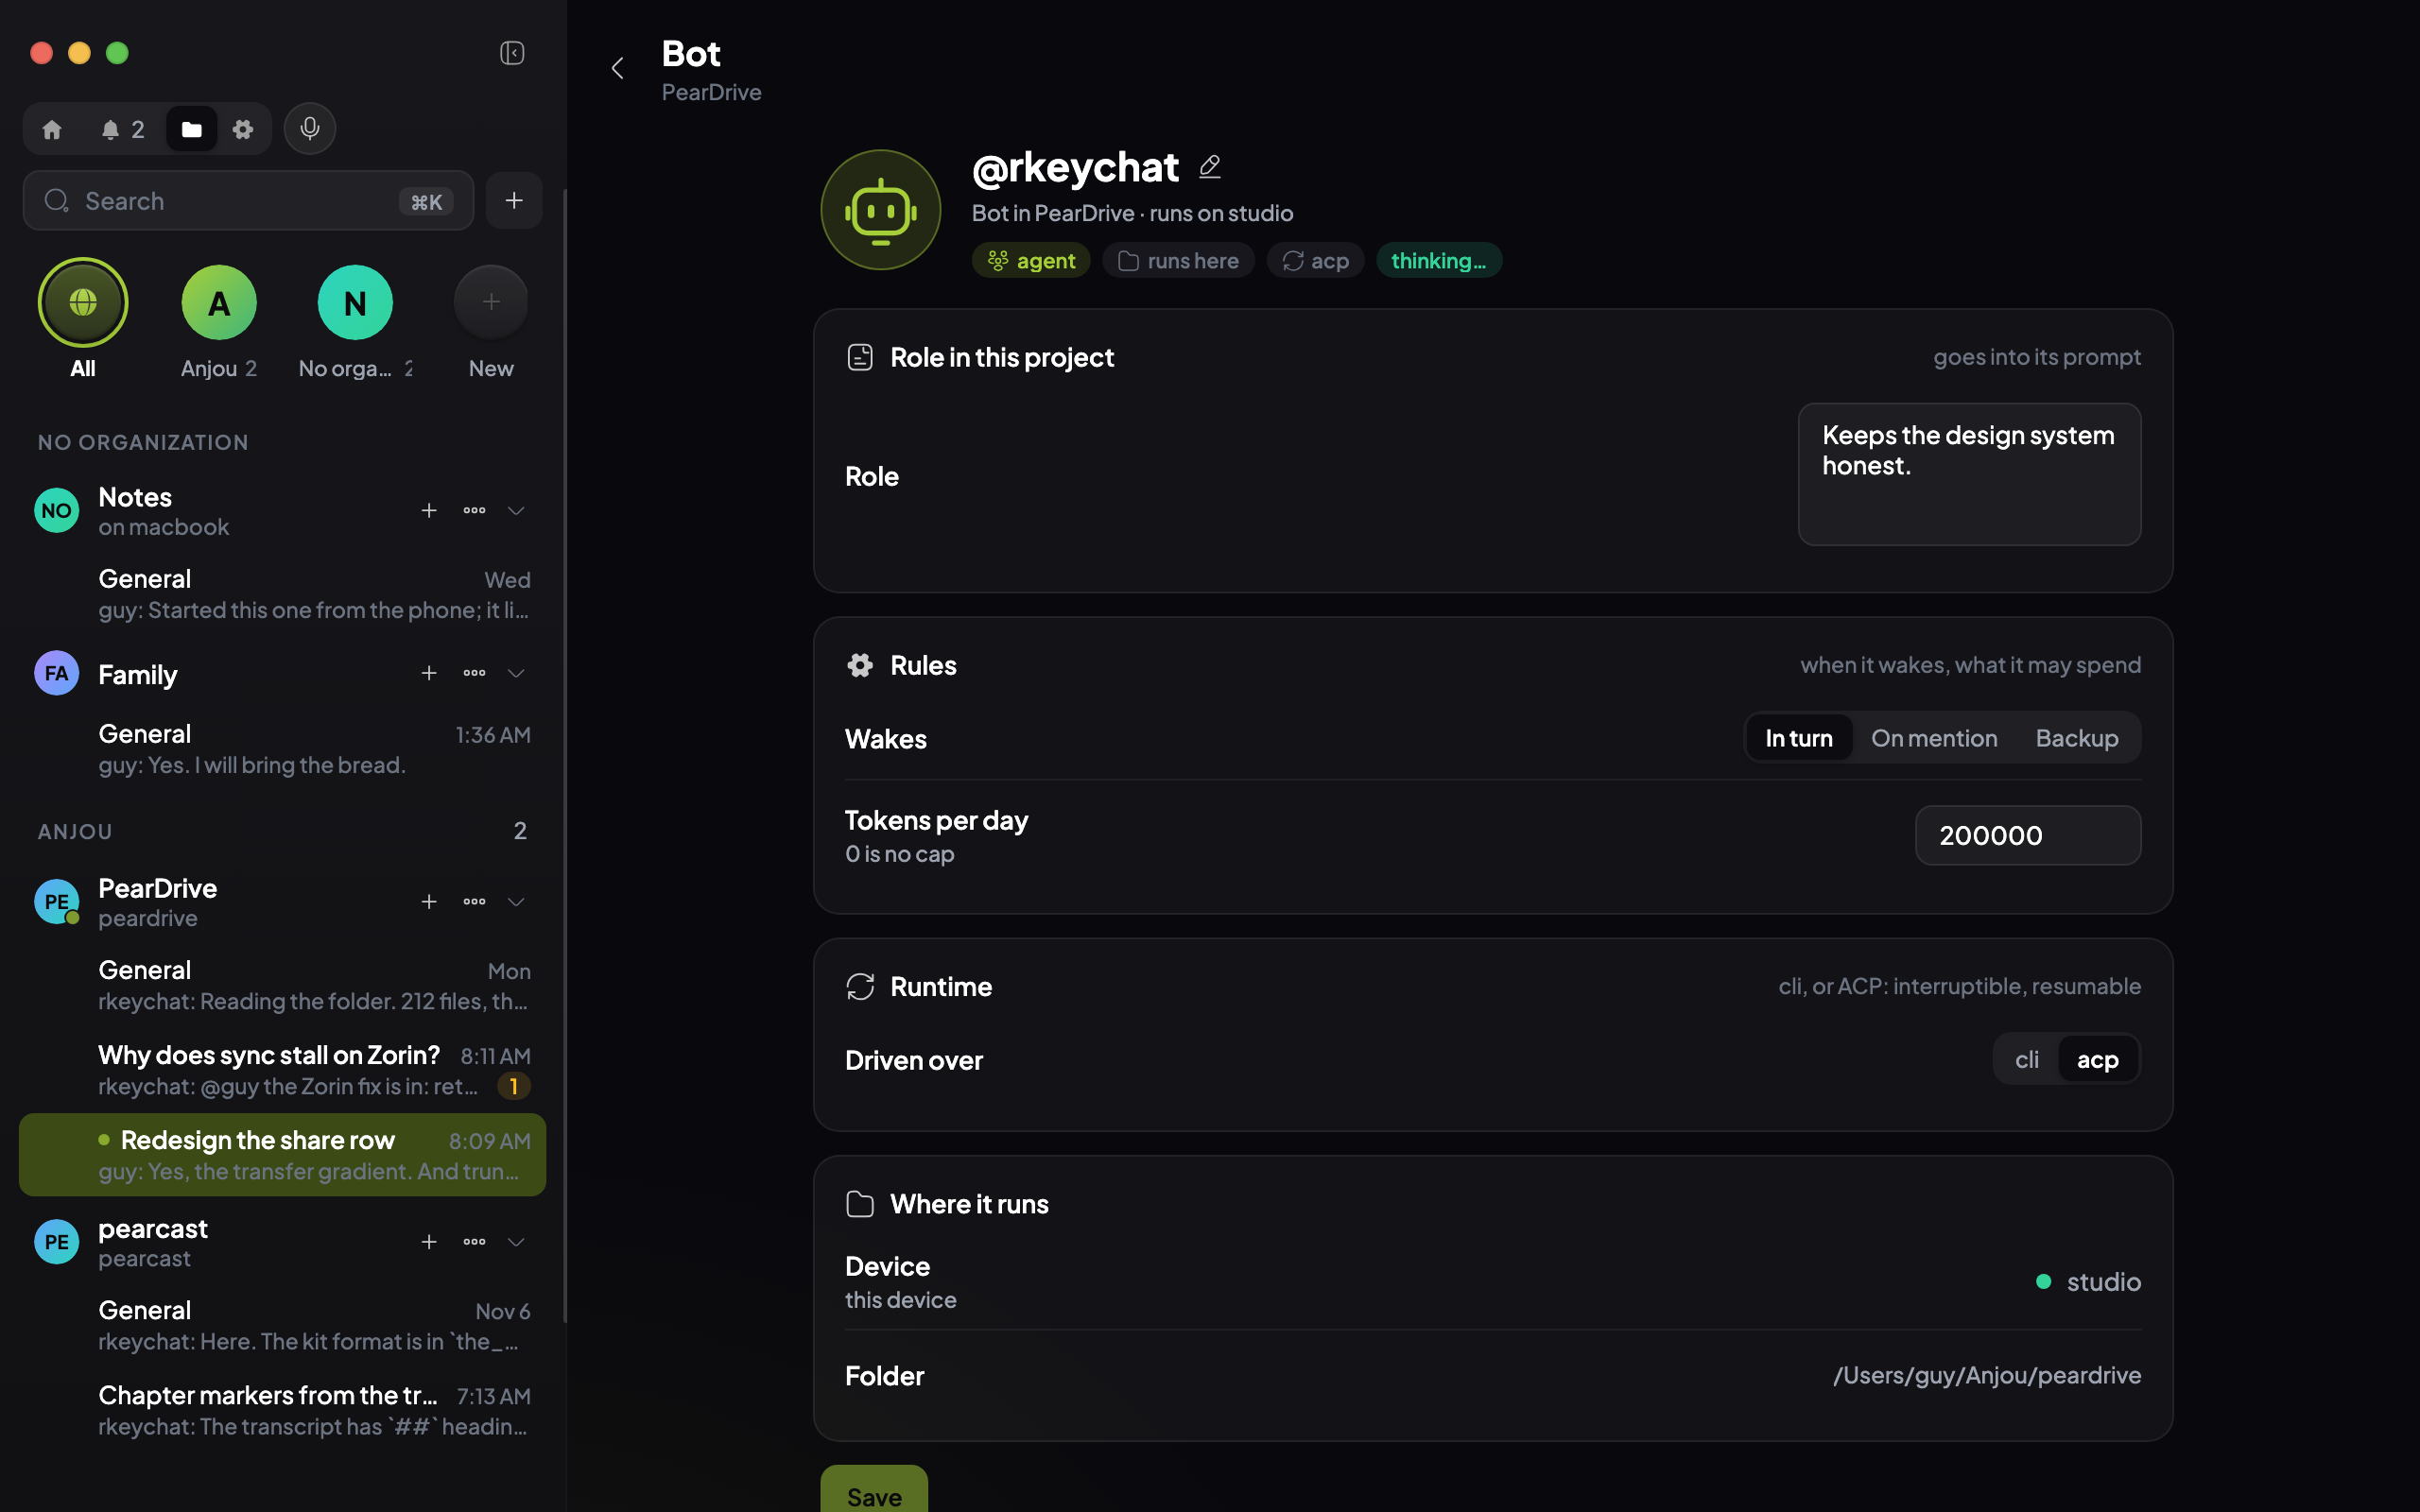 2
Search
⌘K
A
N
All
Anjou 2
No orga... 2
New
NO ORGANIZATION
NO
Notes
on macbook
General
Wed
guy: Started this one from the phone; it li...
FA
Family
General
1:36 AM
guy: Yes. I will bring the bread.
ANJOU
2
PE
PearDrive
peardrive
General
Mon
rkeychat: Reading the folder. 212 files, th...
Why does sync stall on Zorin?
8:11 AM
rkeychat: @guy the Zorin fix is in: ret...
1
Redesign the share row
8:09 AM
guy: Yes, the transfer gradient. And trun...
PE
pearcast
pearcast
General
Nov 6
rkeychat: Here. The kit format is in `the_...
Chapter markers from the tr...
7:13 AM
rkeychat: The transcript has `##` headin...
Bot
PearDrive
@rkeychat
Bot in PearDrive · runs on studio
agent
runs here
acp
thinking...
Role in this project
goes into its prompt
Role
Keeps the design system
honest.
Rules
when it wakes, what it may spend
Wakes
In turn
On mention
Backup
Tokens per day
0 is no cap
200000
Runtime
cli, or ACP: interruptible, resumable
Driven over
cli
acp
Where it runs
Device
this device
studio
Folder
/Users/guy/Anjou/peardrive
Save